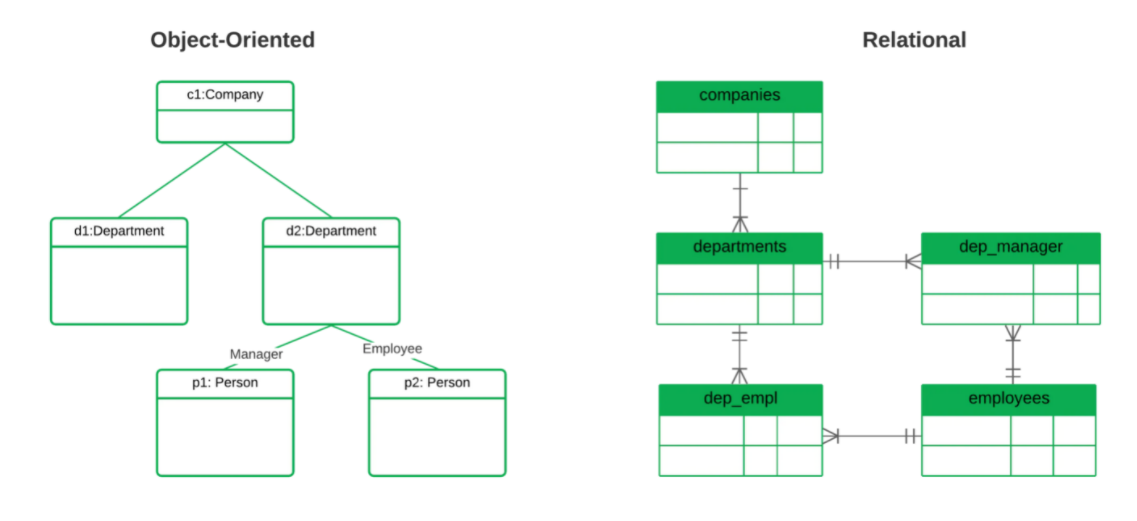 Object-Oriented
c1:Company
d1:Department
d2:Department
Manager
Employee
p1: Person
p2: Person
Relational
companies
departments
dep_manager
dep_empl
employees